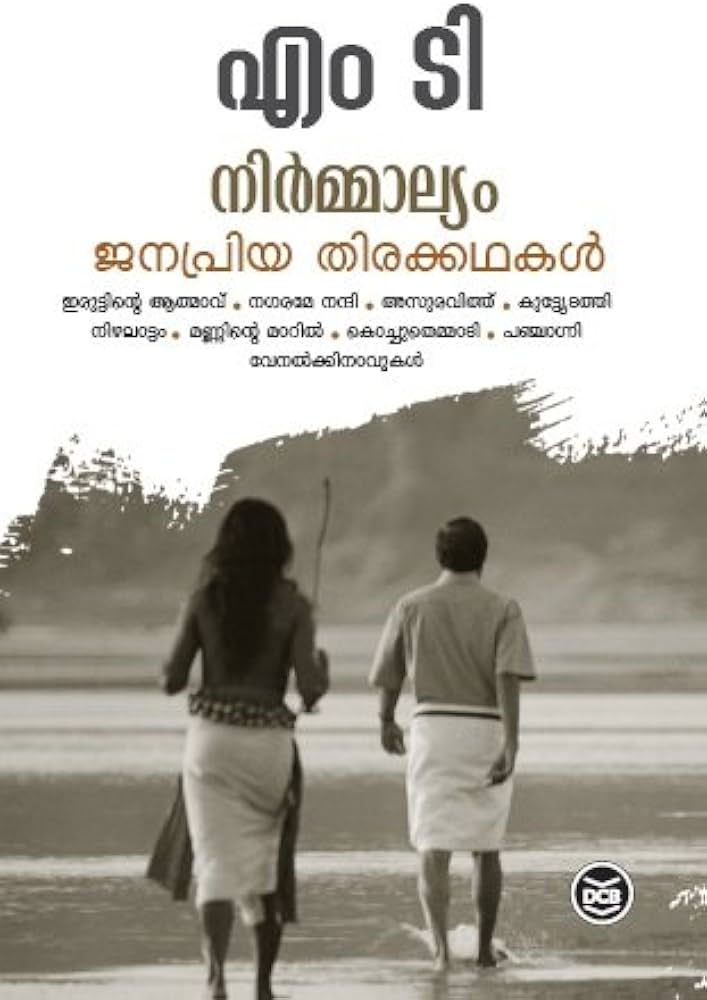 എം ടി
നിർമ്മാല്യം
ജനപ്രിയ തിരക്കഥകൾ
ഇരുട്ടിന്റെ ആത്മാവ് • നഗരമേ നന്ദി • അസുരവിത്ത് • കുട്ട്യേടത്തി
നിഴലാട്ടം • മണ്ണിന്റെ മാറിൽ • കൊച്ചുതെമ്മാടി • പഞ്ചാഗ്നി
വേനൽക്കിനാവുകൾ
DCB